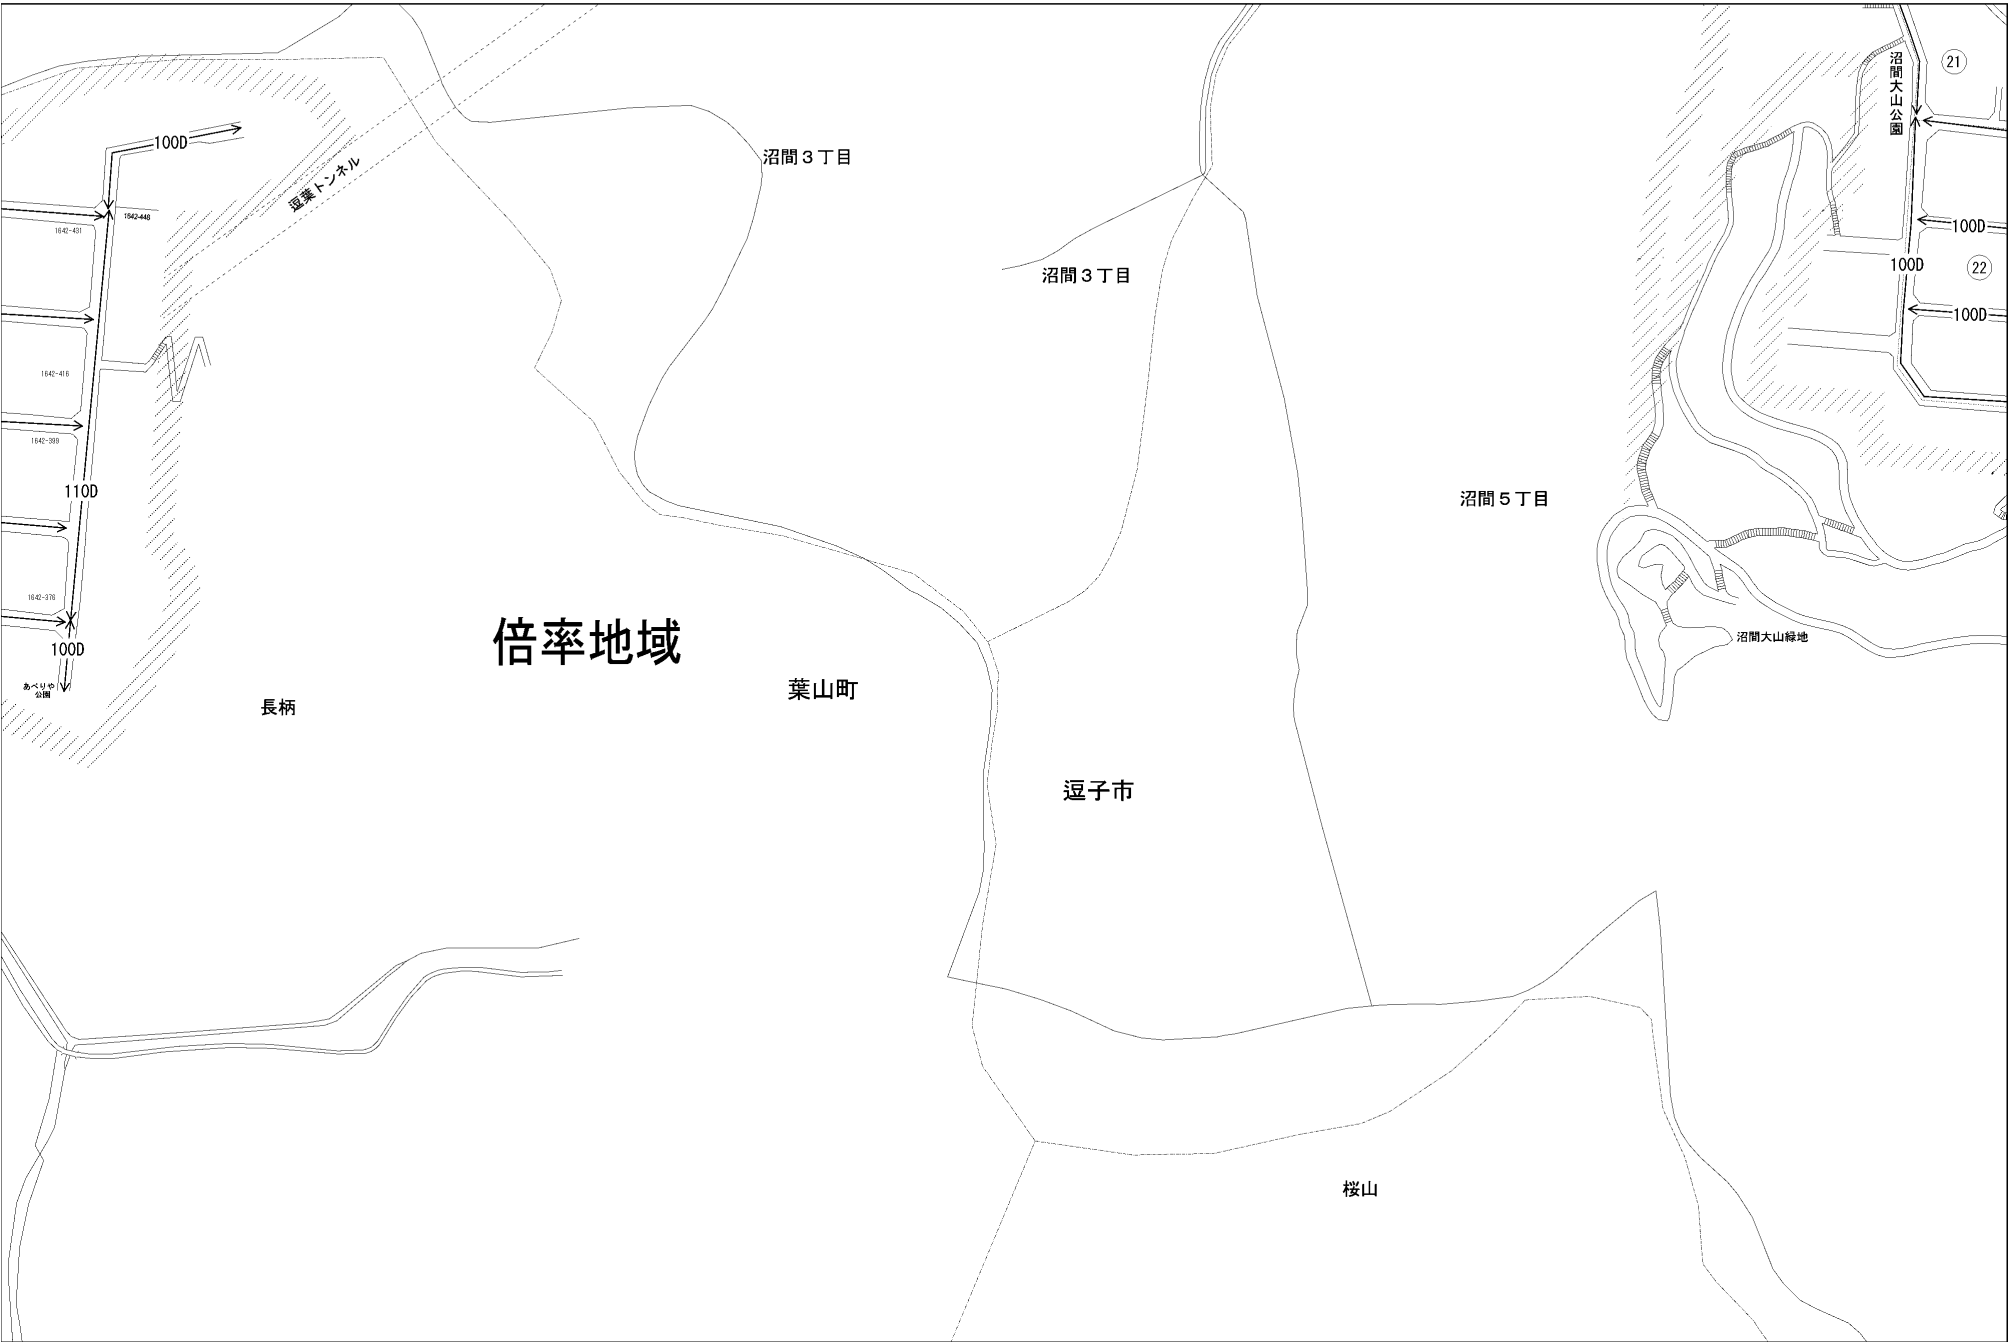 21
沼間大山公園
100D
沼間３丁目
逗葉トンネル
1642-448
1642-431
100D
100D
沼間３丁目
22
100D
1642-416
1642-399
110D
沼間５丁目
1642-376
倍率地域
沼間大山緑地
100D
あべりや
公園
葉山町
長柄
逗子市
桜山
100D